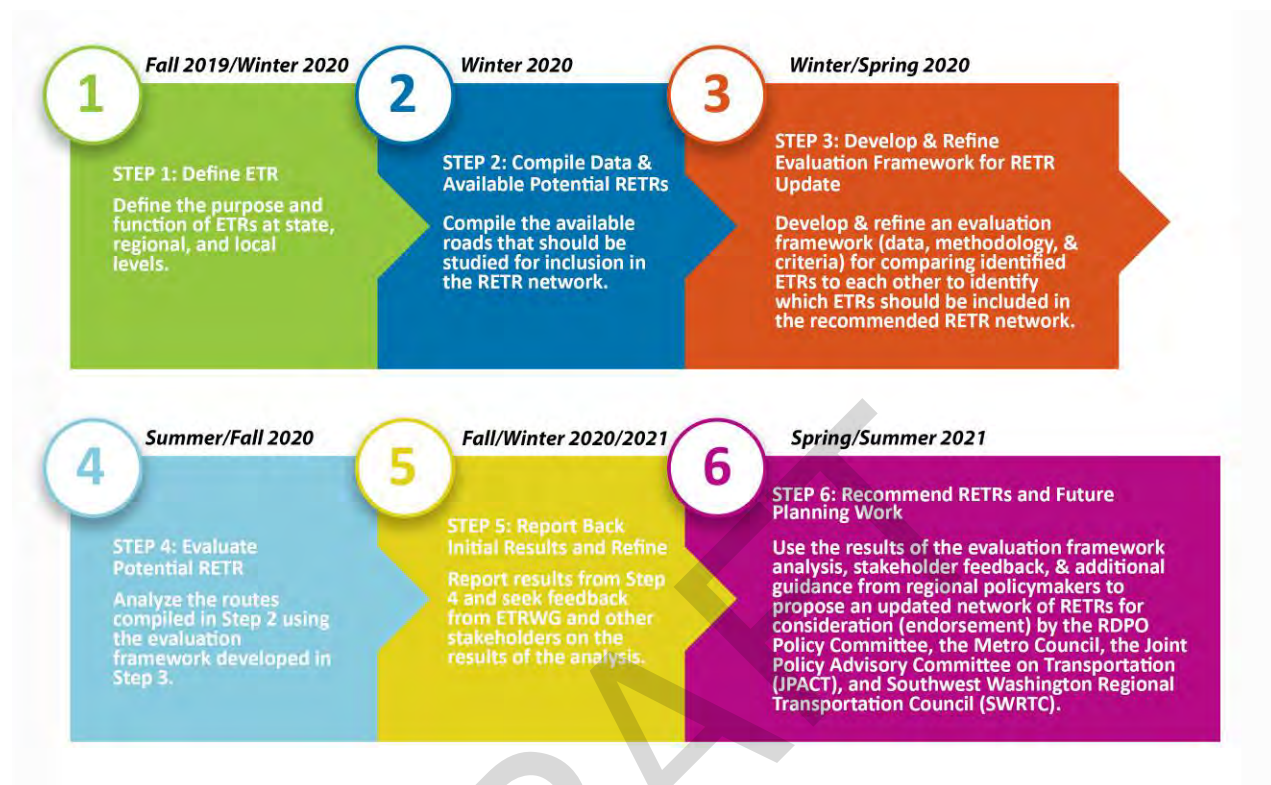 1
Fall 2019/Winter 2020
STEP 1: Define ETR
Define the purpose and
function of ETRs at state,
regional, and local
levels.
2
Winter 2020
STEP 2: Compile Data &
Available Potential RETRs
Compile the available
roads that should be
studied for inclusion in
the RETR network.
3
Winter/Spring 2020
STEP 3: Develop & Refine
Evaluation Framework for RETR
Update
Develop & refine an evaluation
framework (data, methodology, &
criteria) for comparing identified
ETRs to each other to identify
which ETRs should be included in
the recommended RETR network.
4
Summer/Fall 2020
STEP 4: Evaluate
Potential RETR
Analyze the routes
compiled in Step 2 using
the evaluation
framework developed in
Step 3.
5
Fall/Winter 2020/2021
STEP 5: Report Back
Initial Results and Refine
Report results from Step
4 and seek feedback
from ETRWG and other
stakeholders on the
results of the analysis.
6
Spring/Summer 2021
STEP 6: Recommend RETRs and Future
Planning Work
Use the results of the evaluation framework
analysis, stakeholder feedback, & additional
guidance from regional policymakers to
propose an updated network of RETRs for
consideration (endorsement) by the RDPO
Policy Committee, the Metro Council, the Joint
Policy Advisory Committee on Transportation
(JPACT), and Southwest Washington Regional
Transportation Council (SWRTC).